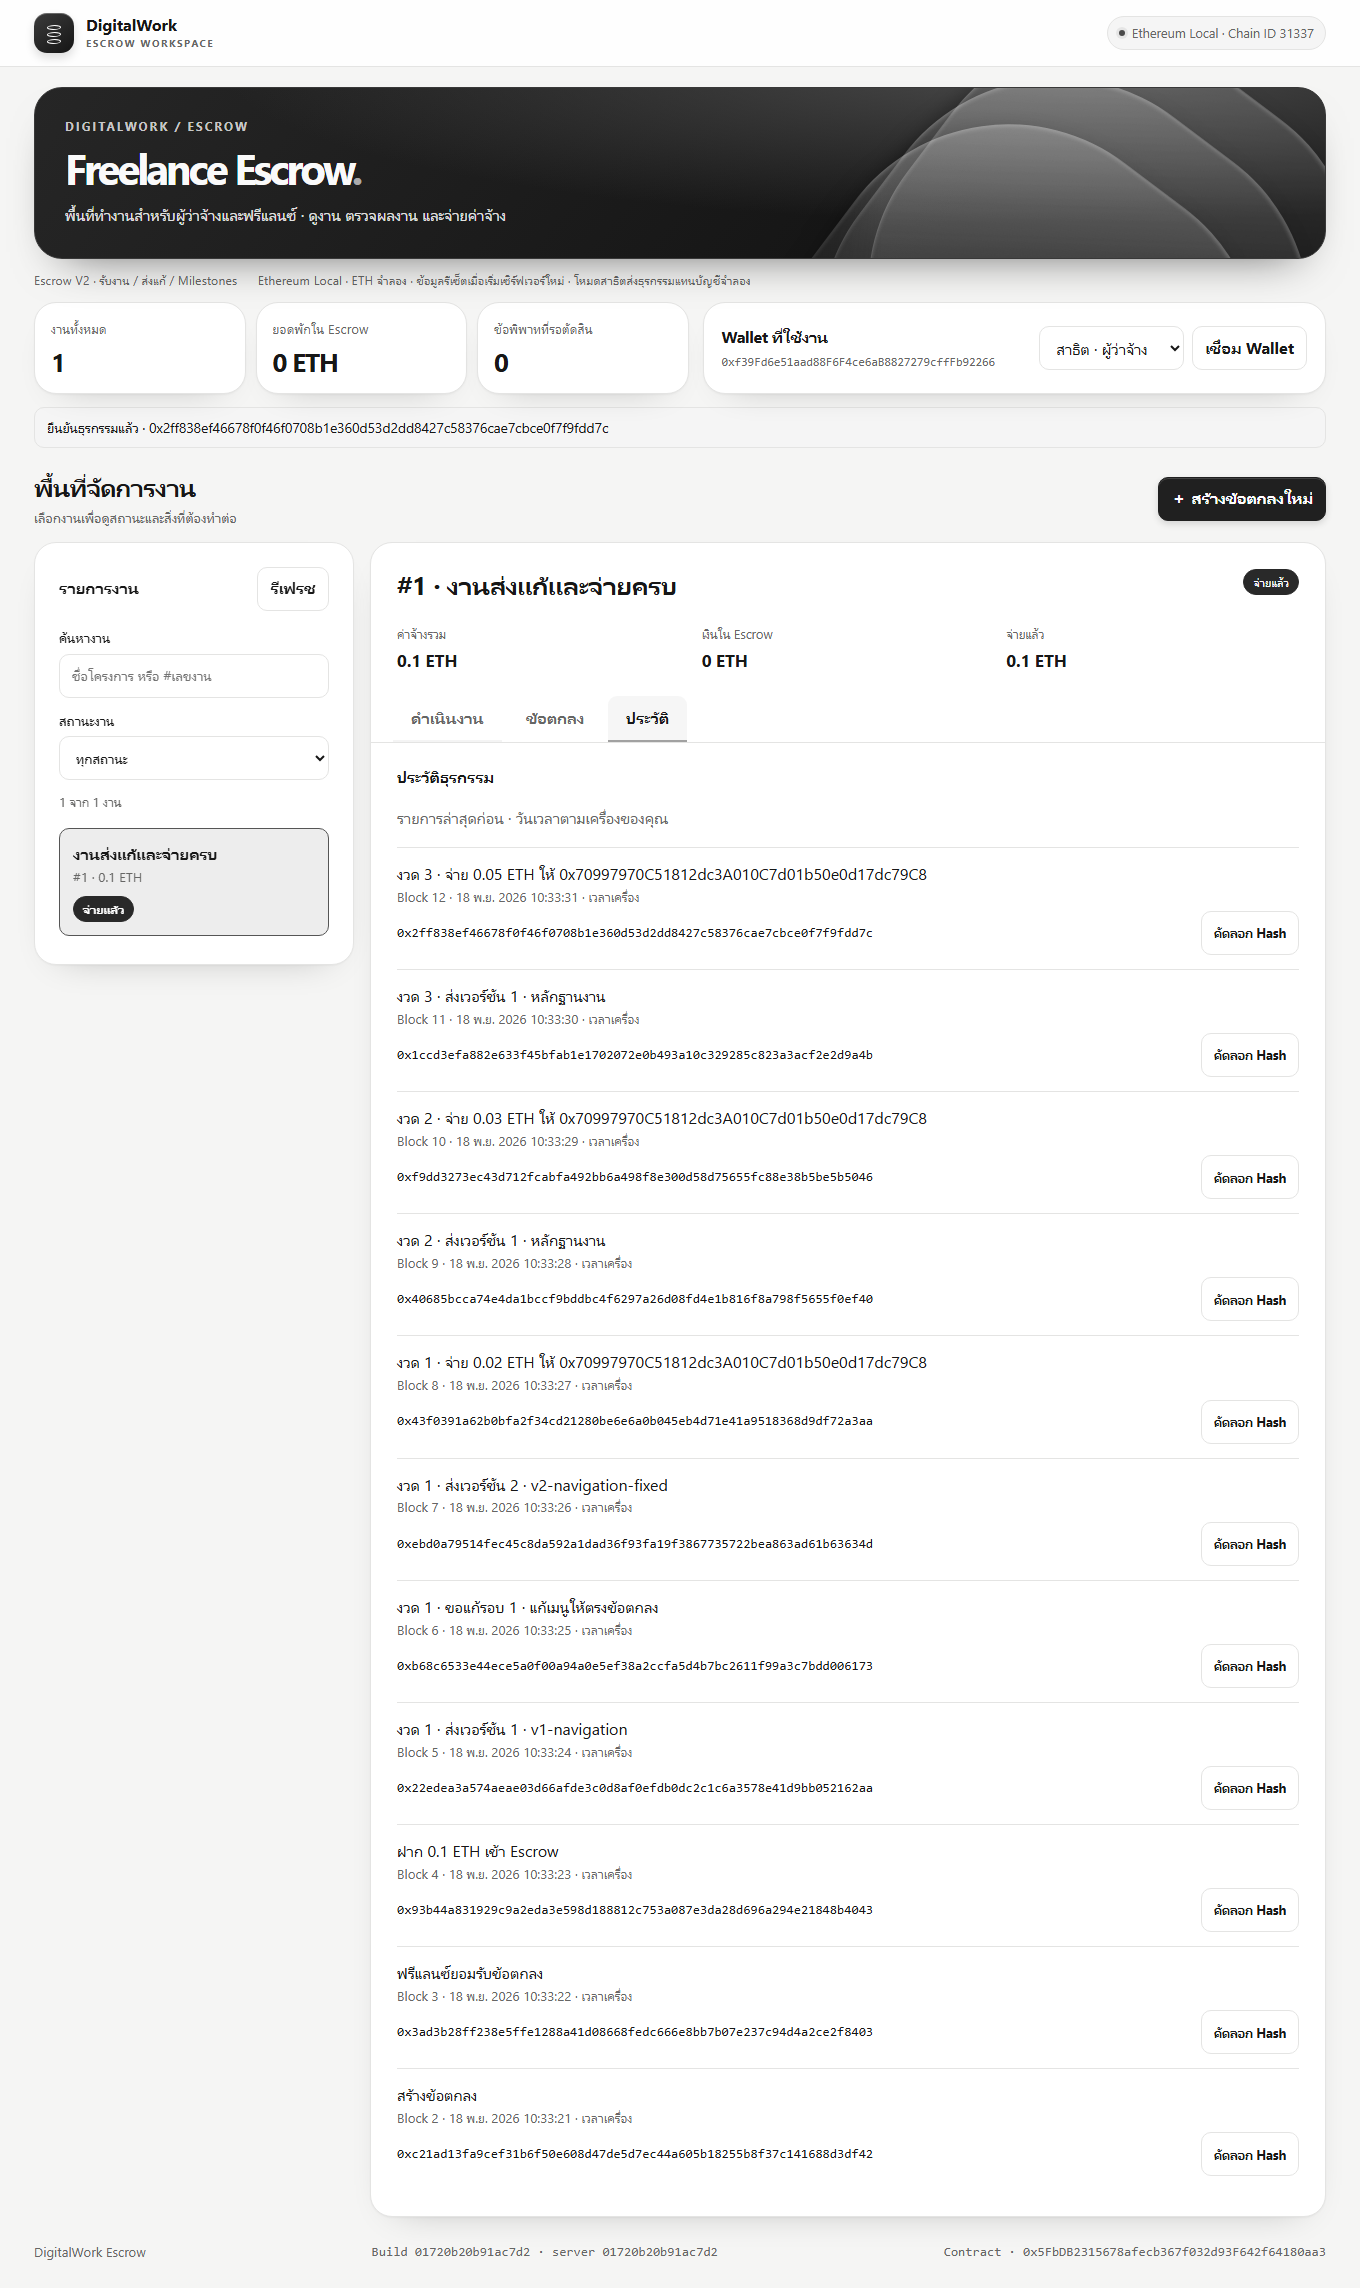 DigitalWork
ESCROW WORKSPACE
Ethereum Local · Chain ID 31337
DIGITALWORK / ESCROW
Freelance Escrow.
พื้นที่ทำงานสำหรับผู้ว่าจ้างและฟรีแลนซ์ · ดูงาน ตรวจผลงาน และจ่ายค่าจ้าง
Escrow V2 · รับงาน / ส่งแก้ / Milestones
Ethereum Local · ETH จำลอง · ข้อมูลรีเซ็ตเมื่อเริ่มเซิร์ฟเวอร์ใหม่ · โหมดสาธิตส่งธุรกรรมแทนบัญชีจำลอง
งานทั้งหมด
1
ยอดพักใน Escrow
0 ETH
ข้อพิพาทที่รอตัดสิน
0
Wallet ที่ใช้งาน
0xf39Fd6e51aad88F6F4ce6aB8827279cffFb92266
สาธิต · ผู้ว่าจ้าง
เชื่อม Wallet
ยืนยันธุรกรรมแล้ว · 0x2ff838ef46678f0f46f0708b1e360d53d2dd8427c58376cae7cbce0f7f9fdd7c
พื้นที่จัดการงาน
เลือกงานเพื่อดูสถานะและสิ่งที่ต้องทำต่อ
+ สร้างข้อตกลงใหม่
รายการงาน
รีเฟรช
ค้นหางาน
ชื่อโครงการ หรือ #เลขงาน
สถานะงาน
ทุกสถานะ
1 จาก 1 งาน
งานส่งแก้และจ่ายครบ
#1 · 0.1 ETH
จ่ายแล้ว
#1 · งานส่งแก้และจ่ายครบ
จ่ายแล้ว
ค่าจ้างรวม
0.1 ETH
เงินใน Escrow
0 ETH
จ่ายแล้ว
0.1 ETH
ดำเนินงาน
ข้อตกลง
ประวัติ
ประวัติธุรกรรม
รายการล่าสุดก่อน · วันเวลาตามเครื่องของคุณ
งวด 3 · จ่าย 0.05 ETH ให้ 0x70997970C51812dc3A010C7d01b50e0d17dc79C8
Block 12 · 18 พ.ย. 2026 10:33:31 · เวลาเครื่อง
0x2ff838ef46678f0f46f0708b1e360d53d2dd8427c58376cae7cbce0f7f9fdd7c
คัดลอก Hash
งวด 3 · ส่งเวอร์ชัน 1 · หลักฐานงาน
Block 11 · 18 พ.ย. 2026 10:33:30 · เวลาเครื่อง
0x1ccd3efa882e633f45bfab1e1702072e0b493a10c329285c823a3acf2e2d9a4b
คัดลอก Hash
งวด 2 · จ่าย 0.03 ETH ให้ 0x70997970C51812dc3A010C7d01b50e0d17dc79C8
Block 10 · 18 พ.ย. 2026 10:33:29 · เวลาเครื่อง
0xf9dd3273ec43d712fcabfa492bb6a498f8e300d58d75655fc88e38b5be5b5046
คัดลอก Hash
งวด 2 · ส่งเวอร์ชัน 1 · หลักฐานงาน
Block 9 · 18 พ.ย. 2026 10:33:28 · เวลาเครื่อง
0x40685bcca74e4da1bccf9bddbc4f6297a26d08fd4e1b816f8a798f5655f0ef40
คัดลอก Hash
งวด 1 · จ่าย 0.02 ETH ให้ 0x70997970C51812dc3A010C7d01b50e0d17dc79C8
Block 8 · 18 พ.ย. 2026 10:33:27 · เวลาเครื่อง
0x43f0391a62b0bfa2f34cd21280be6e6a0b045eb4d71e41a9518368d9df72a3aa
คัดลอก Hash
งวด 1 · ส่งเวอร์ชัน 2 · v2-navigation-fixed
Block 7 · 18 พ.ย. 2026 10:33:26 · เวลาเครื่อง
0xebd0a79514fec45c8da592a1dad36f93fa19f3867735722bea863ad61b63634d
คัดลอก Hash
งวด 1 · ขอแก้รอบ 1 · แก้เมนูให้ตรงข้อตกลง
Block 6 · 18 พ.ย. 2026 10:33:25 · เวลาเครื่อง
0xb68c6533e44ece5a0f00a94a0e5ef38a2ccfa5d4b7bc2611f99a3c7bdd006173
คัดลอก Hash
งวด 1 · ส่งเวอร์ชัน 1 · v1-navigation
Block 5 · 18 พ.ย. 2026 10:33:24 · เวลาเครื่อง
0x22edea3a574aeae03d66afde3c0d8af0efdb0dc2c1c6a3578e41d9bb052162aa
คัดลอก Hash
ฝาก 0.1 ETH เข้า Escrow
Block 4 · 18 พ.ย. 2026 10:33:23 · เวลาเครื่อง
0x93b44a831929c9a2eda3e598d188812c753a087e3da28d696a294e21848b4043
คัดลอก Hash
ฟรีแลนซ์ยอมรับข้อตกลง
Block 3 · 18 พ.ย. 2026 10:33:22 · เวลาเครื่อง
0x3ad3b28ff238e5ffe1288a41d08668fedc666e8bb7b07e237c94d4a2ce2f8403
คัดลอก Hash
สร้างข้อตกลง
Block 2 · 18 พ.ย. 2026 10:33:21 · เวลาเครื่อง
0xc21ad13fa9cef31b6f50e608d47de5d7ec44a605b18255b8f37c141688d3df42
คัดลอก Hash
DigitalWork Escrow
Build 01720b20b91ac7d2 · server 01720b20b91ac7d2
Contract · 0x5FbDB2315678afecb367f032d93F642f64180aa3